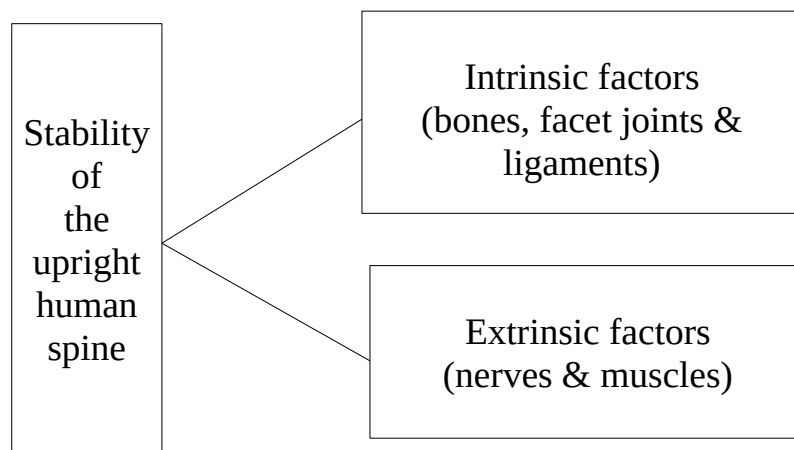 Stability
of
the
upright
human
spine
Intrinsic factors
(bones, facet joints &
ligaments)
Extrinsic factors
(nerves & muscles)